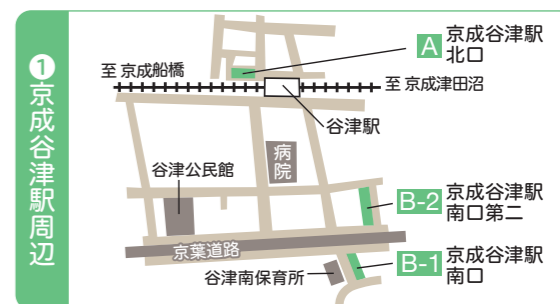 ❶京成谷津駅周辺
A 京成谷津駅
北口
至 京成船橋
至 京成津田沼
谷津駅
病院
谷津公民館
B-2 京成谷津駅
南口第二
京葉道路
B-1 京成谷津駅
南口
谷津南保育所